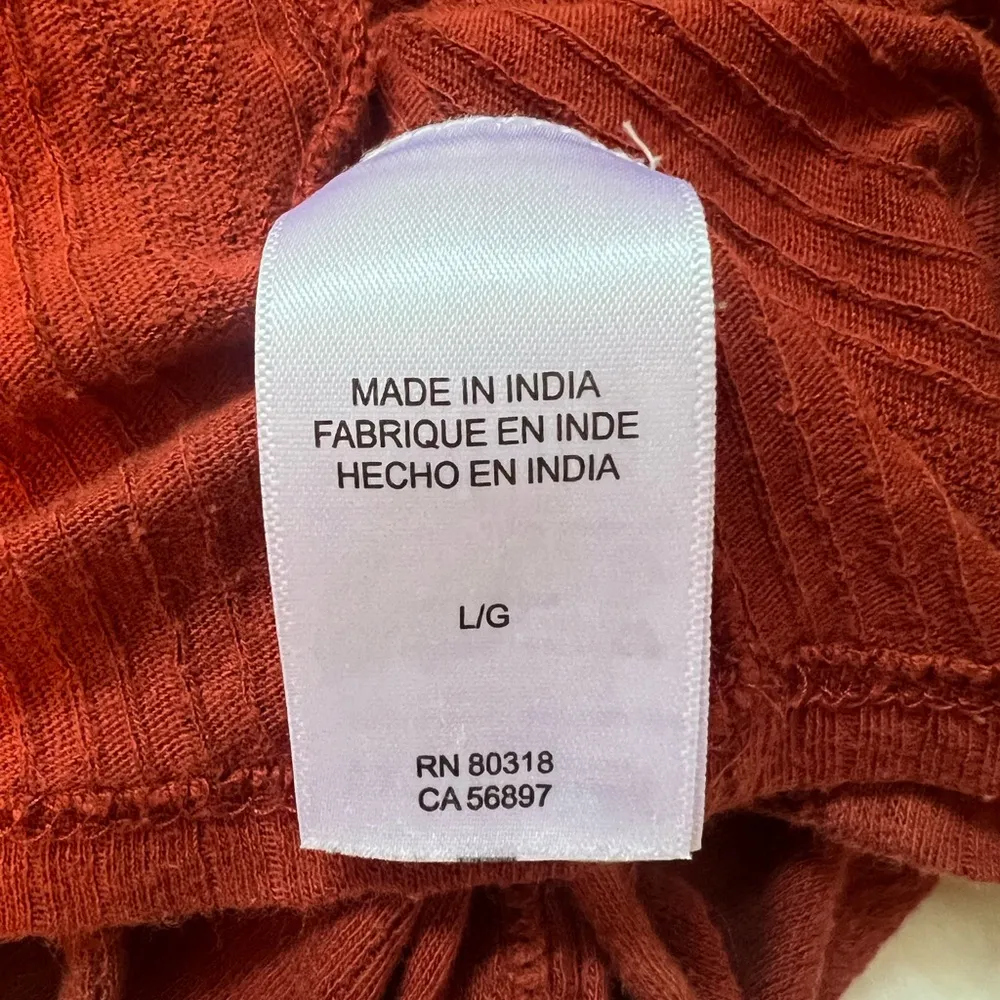 MADE IN INDIA
FABRIQUE EN INDE
HECHO EN INDIA
L/G
RN 80318
CA 56897